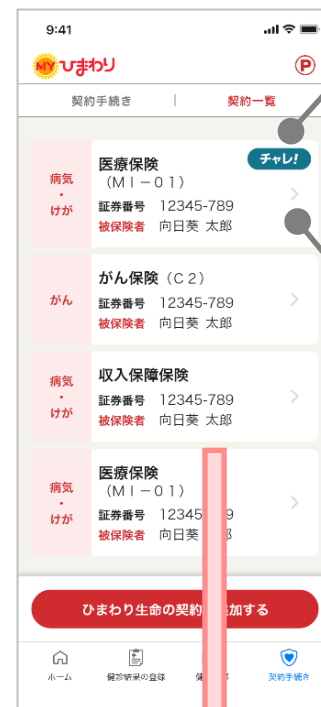 9:41
MYひまわり
P
契約手続き
契約一覧
チャレ!
病気
・
けが
医療保険
（MI－01）
証券番号 12345-789
被保険者 向日葵 太郎
がん
がん保険（C2）
証券番号 12345-789
被保険者 向日葵 太郎
病気
・
けが
収入保障保険
証券番号 12345-789
被保険者 向日葵 太郎
病気
・
けが
医療保険
（MI－01）
証券番号 12345 9
被保険者 向日葵
ひまわり生命の契約 加する
ホーム
健診結果の登録
契約手続き